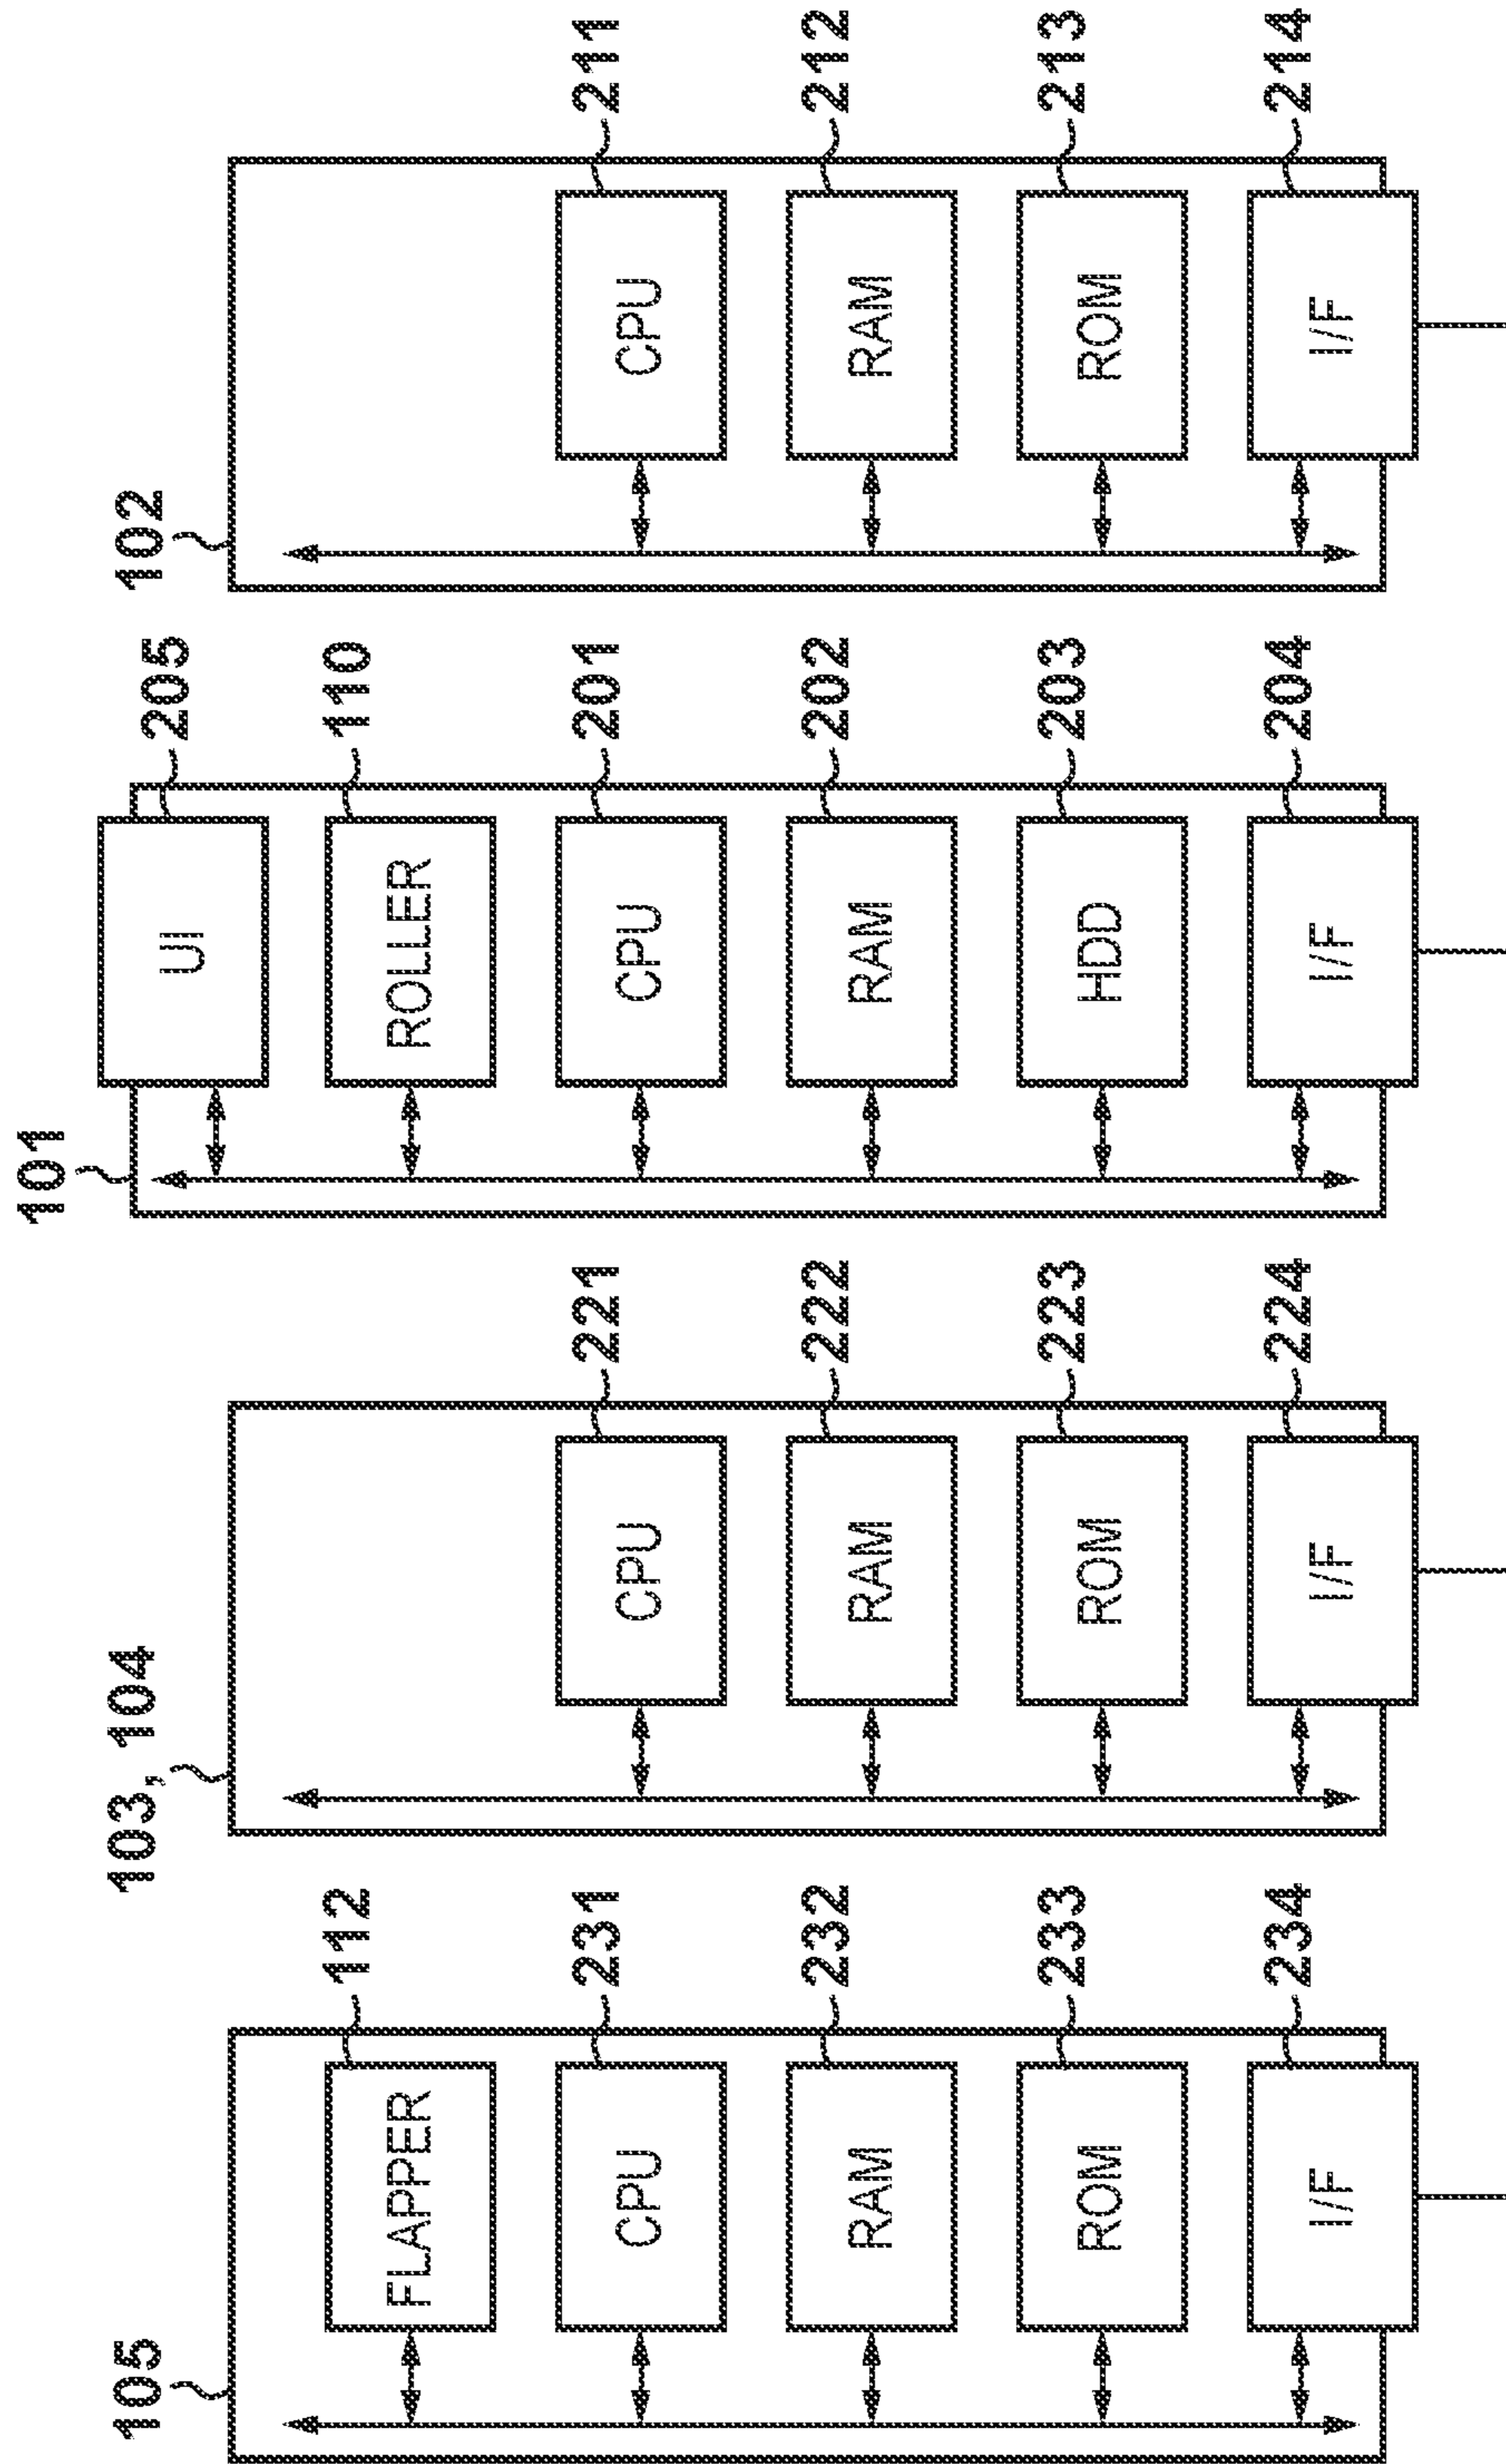 105
112
FLAPPER
231
CPU
232
RAM
233
ROM
234
I/F
103, 104
221
CPU
222
RAM
223
ROM
224
I/F
101
205
UI
110
ROLLER
201
CPU
202
RAM
203
HDD
204
I/F
102
211
CPU
212
RAM
213
ROM
214
I/F